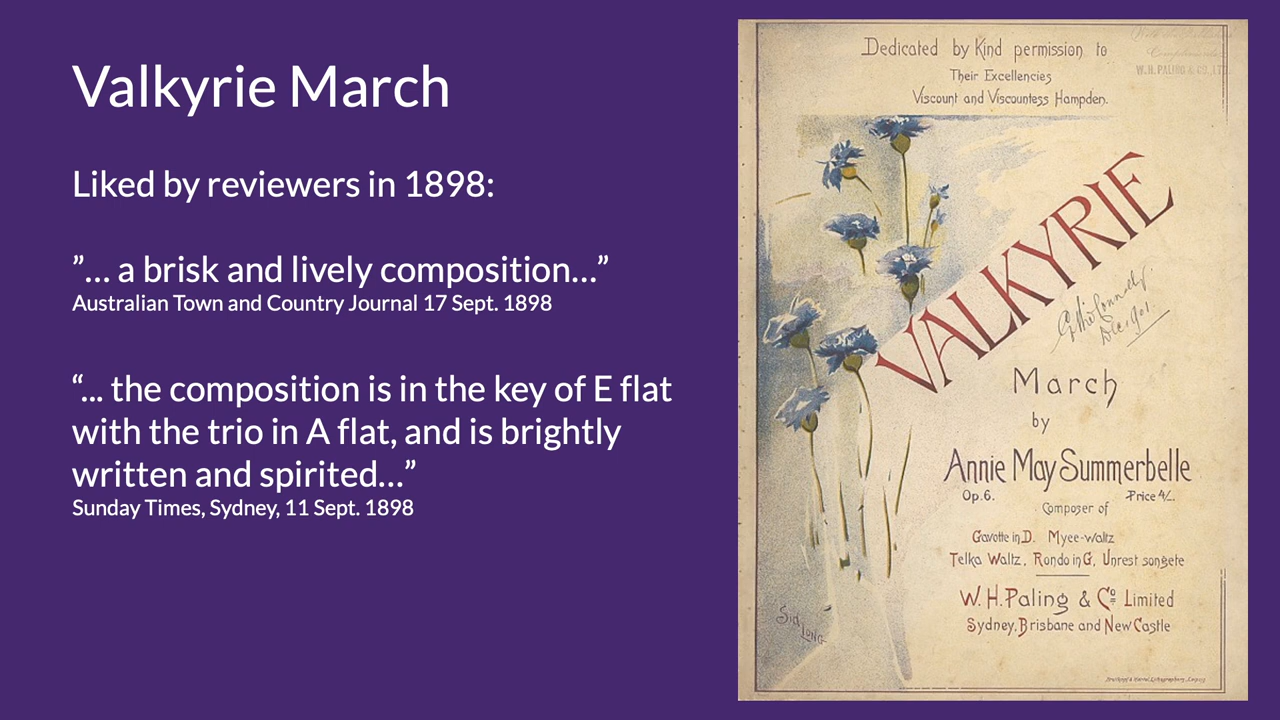 Valkyrie March
Liked by reviewers in 1898:
”... a brisk and lively composition...”
Australian Town and Country Journal 17 Sept. 1898
“... the composition is in the key of E flat
with the trio in A flat, and is brightly
written and spirited...”
Sunday Times, Sydney, 11 Sept. 1898
Dedicated by Kind permission to
Their Excellencies
Viscount and Viscountess Hampden.
W. H. PALING & CO., LTD.
VALKYRIE
Dec. 1901.
March
by
Annie May Summerbelle
Op. 6. Price 4/-.
Composer of
Gavotte in D. Myee-waltz
Telka Waltz, Rondo in G, Unrest songete
W. H. Paling & Co Limited
Sydney, Brisbane and New Castle
Sid Long